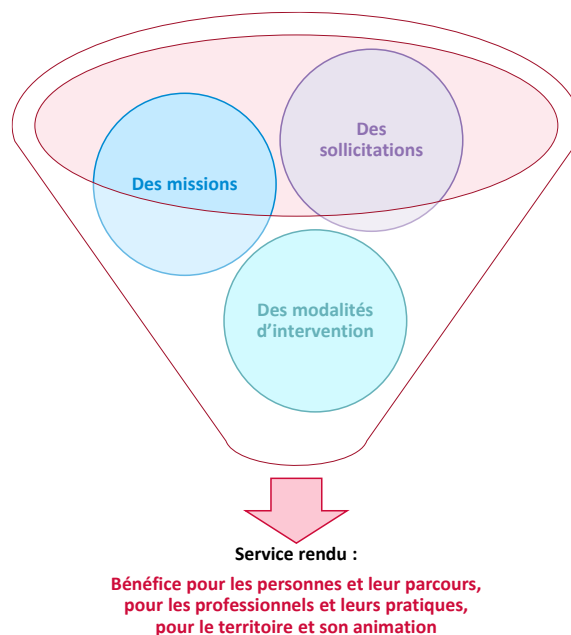 Des
sollicitations
Des missions
Des modalités
d’intervention
Service rendu :
Bénéfice pour les personnes et leur parcours,
pour les professionnels et leurs pratiques,
pour le territoire et son animation